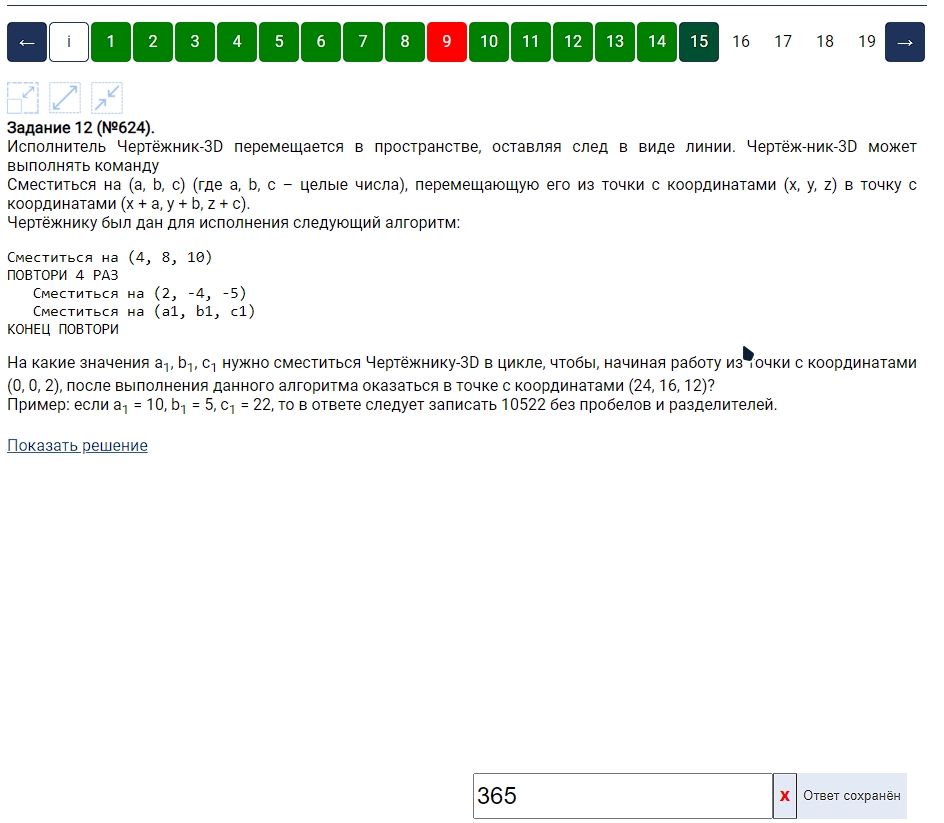 ← i 1 2 3 4 5 6 7 8 9 10 11 12 13 14 15 16 17 18 19 →
Задание 12 (№624).
Исполнитель Чертёжник-3D перемещается в пространстве, оставляя след в виде линии. Чертёж-ник-3D может
выполнять команду
Сместиться на (a, b, c) (где a, b, c – целые числа), перемещающую его из точки с координатами (x, y, z) в точку с
координатами (x + a, y + b, z + c).
Чертёжнику был дан для исполнения следующий алгоритм:
Сместиться на (4, 8, 10)
ПОВТОРИ 4 РАЗ
Сместиться на (2, -4, -5)
Сместиться на (a1, b1, c1)
КОНЕЦ ПОВТОРИ
На какие значения a₁, b₁, c₁ нужно сместиться Чертёжнику-3D в цикле, чтобы, начиная работу из точки с координатами
(0, 0, 2), после выполнения данного алгоритма оказаться в точке с координатами (24, 16, 12)?
Пример: если a₁ = 10, b₁ = 5, c₁ = 22, то в ответе следует записать 10522 без пробелов и разделителей.
Показать решение
365 x Ответ сохранён